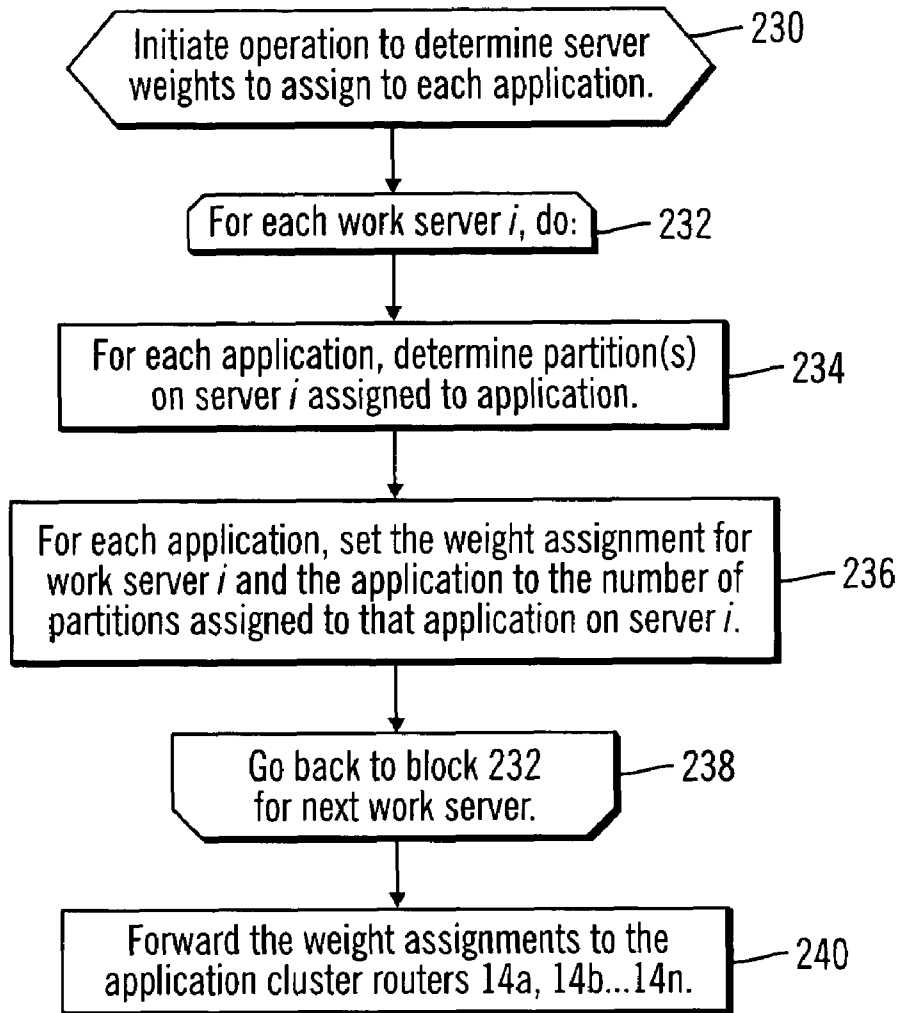 Initiate operation to determine server
weights to assign to each application.
230
For each work server i, do:
232
For each application, determine partition(s)
on server i assigned to application.
234
For each application, set the weight assignment for
work server i and the application to the number of
partitions assigned to that application on server i.
236
Go back to block 232
for next work server.
238
Forward the weight assignments to the
application cluster routers 14a, 14b...14n.
240